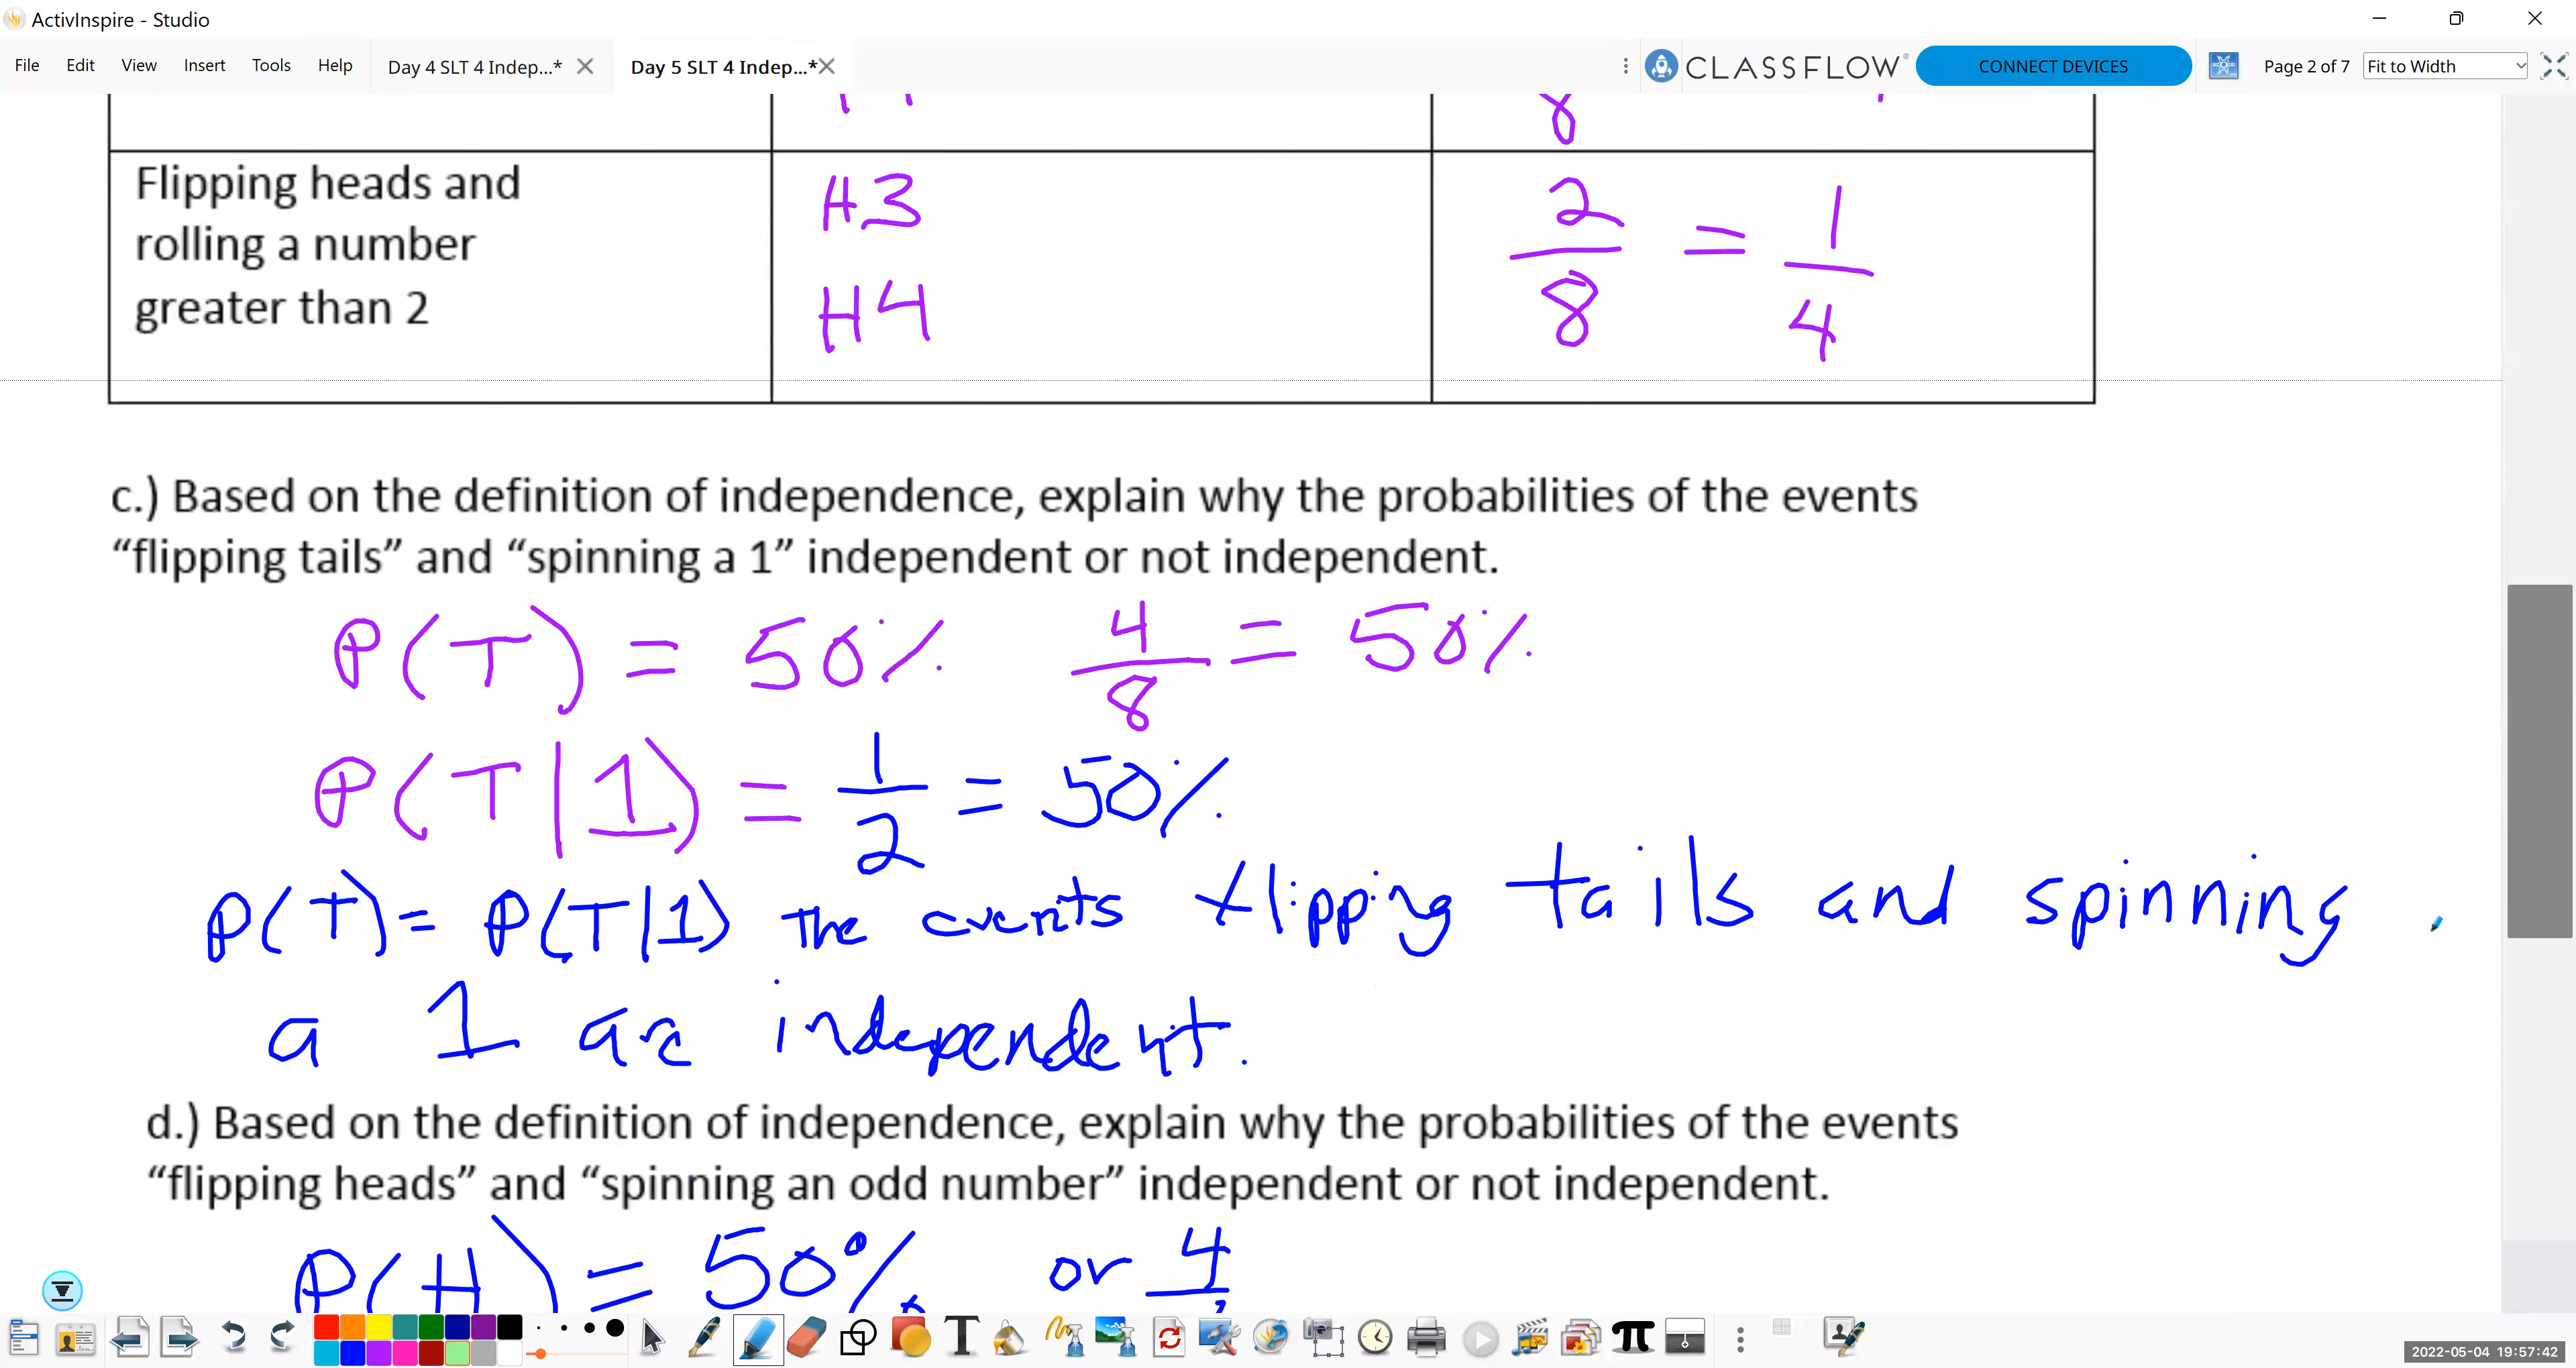 ActivInspire - Studio
File Edit View Insert Tools Help Day 4 SLT 4 Indep...* Day 5 SLT 4 Indep...* CLASSFLOW CONNECT DEVICES Page 2 of 7 Fit to Width
8
Flipping heads and
rolling a number
greater than 2
H3
H4
2/8 = 1/4
c.) Based on the definition of independence, explain why the probabilities of the events
“flipping tails” and “spinning a 1” independent or not independent.
P(T) = 50% 4/8 = 50%
P(T|1) = 1/2 = 50%
P(T) = P(T|1) The events flipping tails and spinning
a 1 are independent.
d.) Based on the definition of independence, explain why the probabilities of the events
“flipping heads” and “spinning an odd number” independent or not independent.
P(H) = 50% or 4
2022-05-04 19:57:42